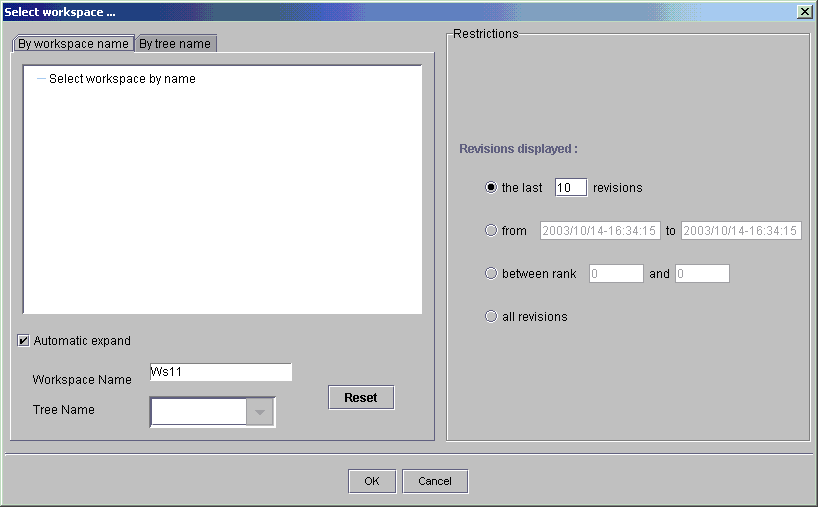 Select workspace ...
By workspace name By tree name
Select workspace by name
Automatic expand
Workspace Name Ws11
Tree Name
Reset
Restrictions
Revisions displayed :
the last 10 revisions
from 2003/10/14-16:34:15 to 2003/10/14-16:34:15
between rank 0 and 0
all revisions
OK Cancel